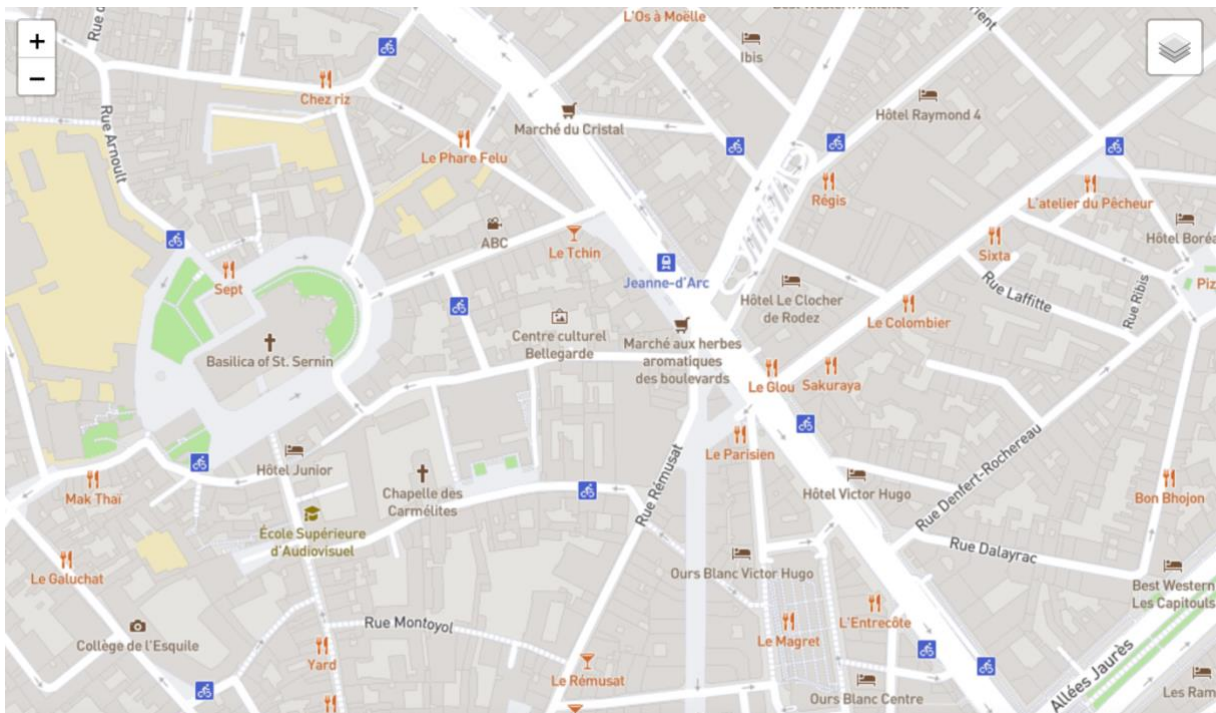 +
−
Rue d
L'Os à Moëlle
Ibis
Chez riz
Rue Arnoult
Marché du Cristal
Hôtel Raymond 4
Le Phare Felu
Régis
L'atelier du Pêcheur
ABC
Le Tchin
Sixta
Hôtel Boréa
Sept
Jeanne-d'Arc
Rue Laffitte
Rue Ribis
Piz
Hôtel Le Clocher
de Rodez
Le Colombier
Centre culturel
Bellegarde
Marché aux herbes
aromatiques
des boulevards
Basilica of St. Sernin
Le Glou
Sakuraya
Le Parisien
Hôtel Junior
Mak Thaï
Chapelle des
Carmélites
Rue Rémusat
Hôtel Victor Hugo
Rue Denfert-Rochereau
Bon Bhojon
École Supérieure
d'Audiovisuel
Rue Dalayrac
Le Galuchat
Ours Blanc Victor Hugo
Best Western
Les Capitouls
Rue Montoyol
L'Entrecôte
Collège de l'Esquile
Le Magret
Yard
Le Rémusat
Allées Jaurès
Ours Blanc Centre
Les Ram